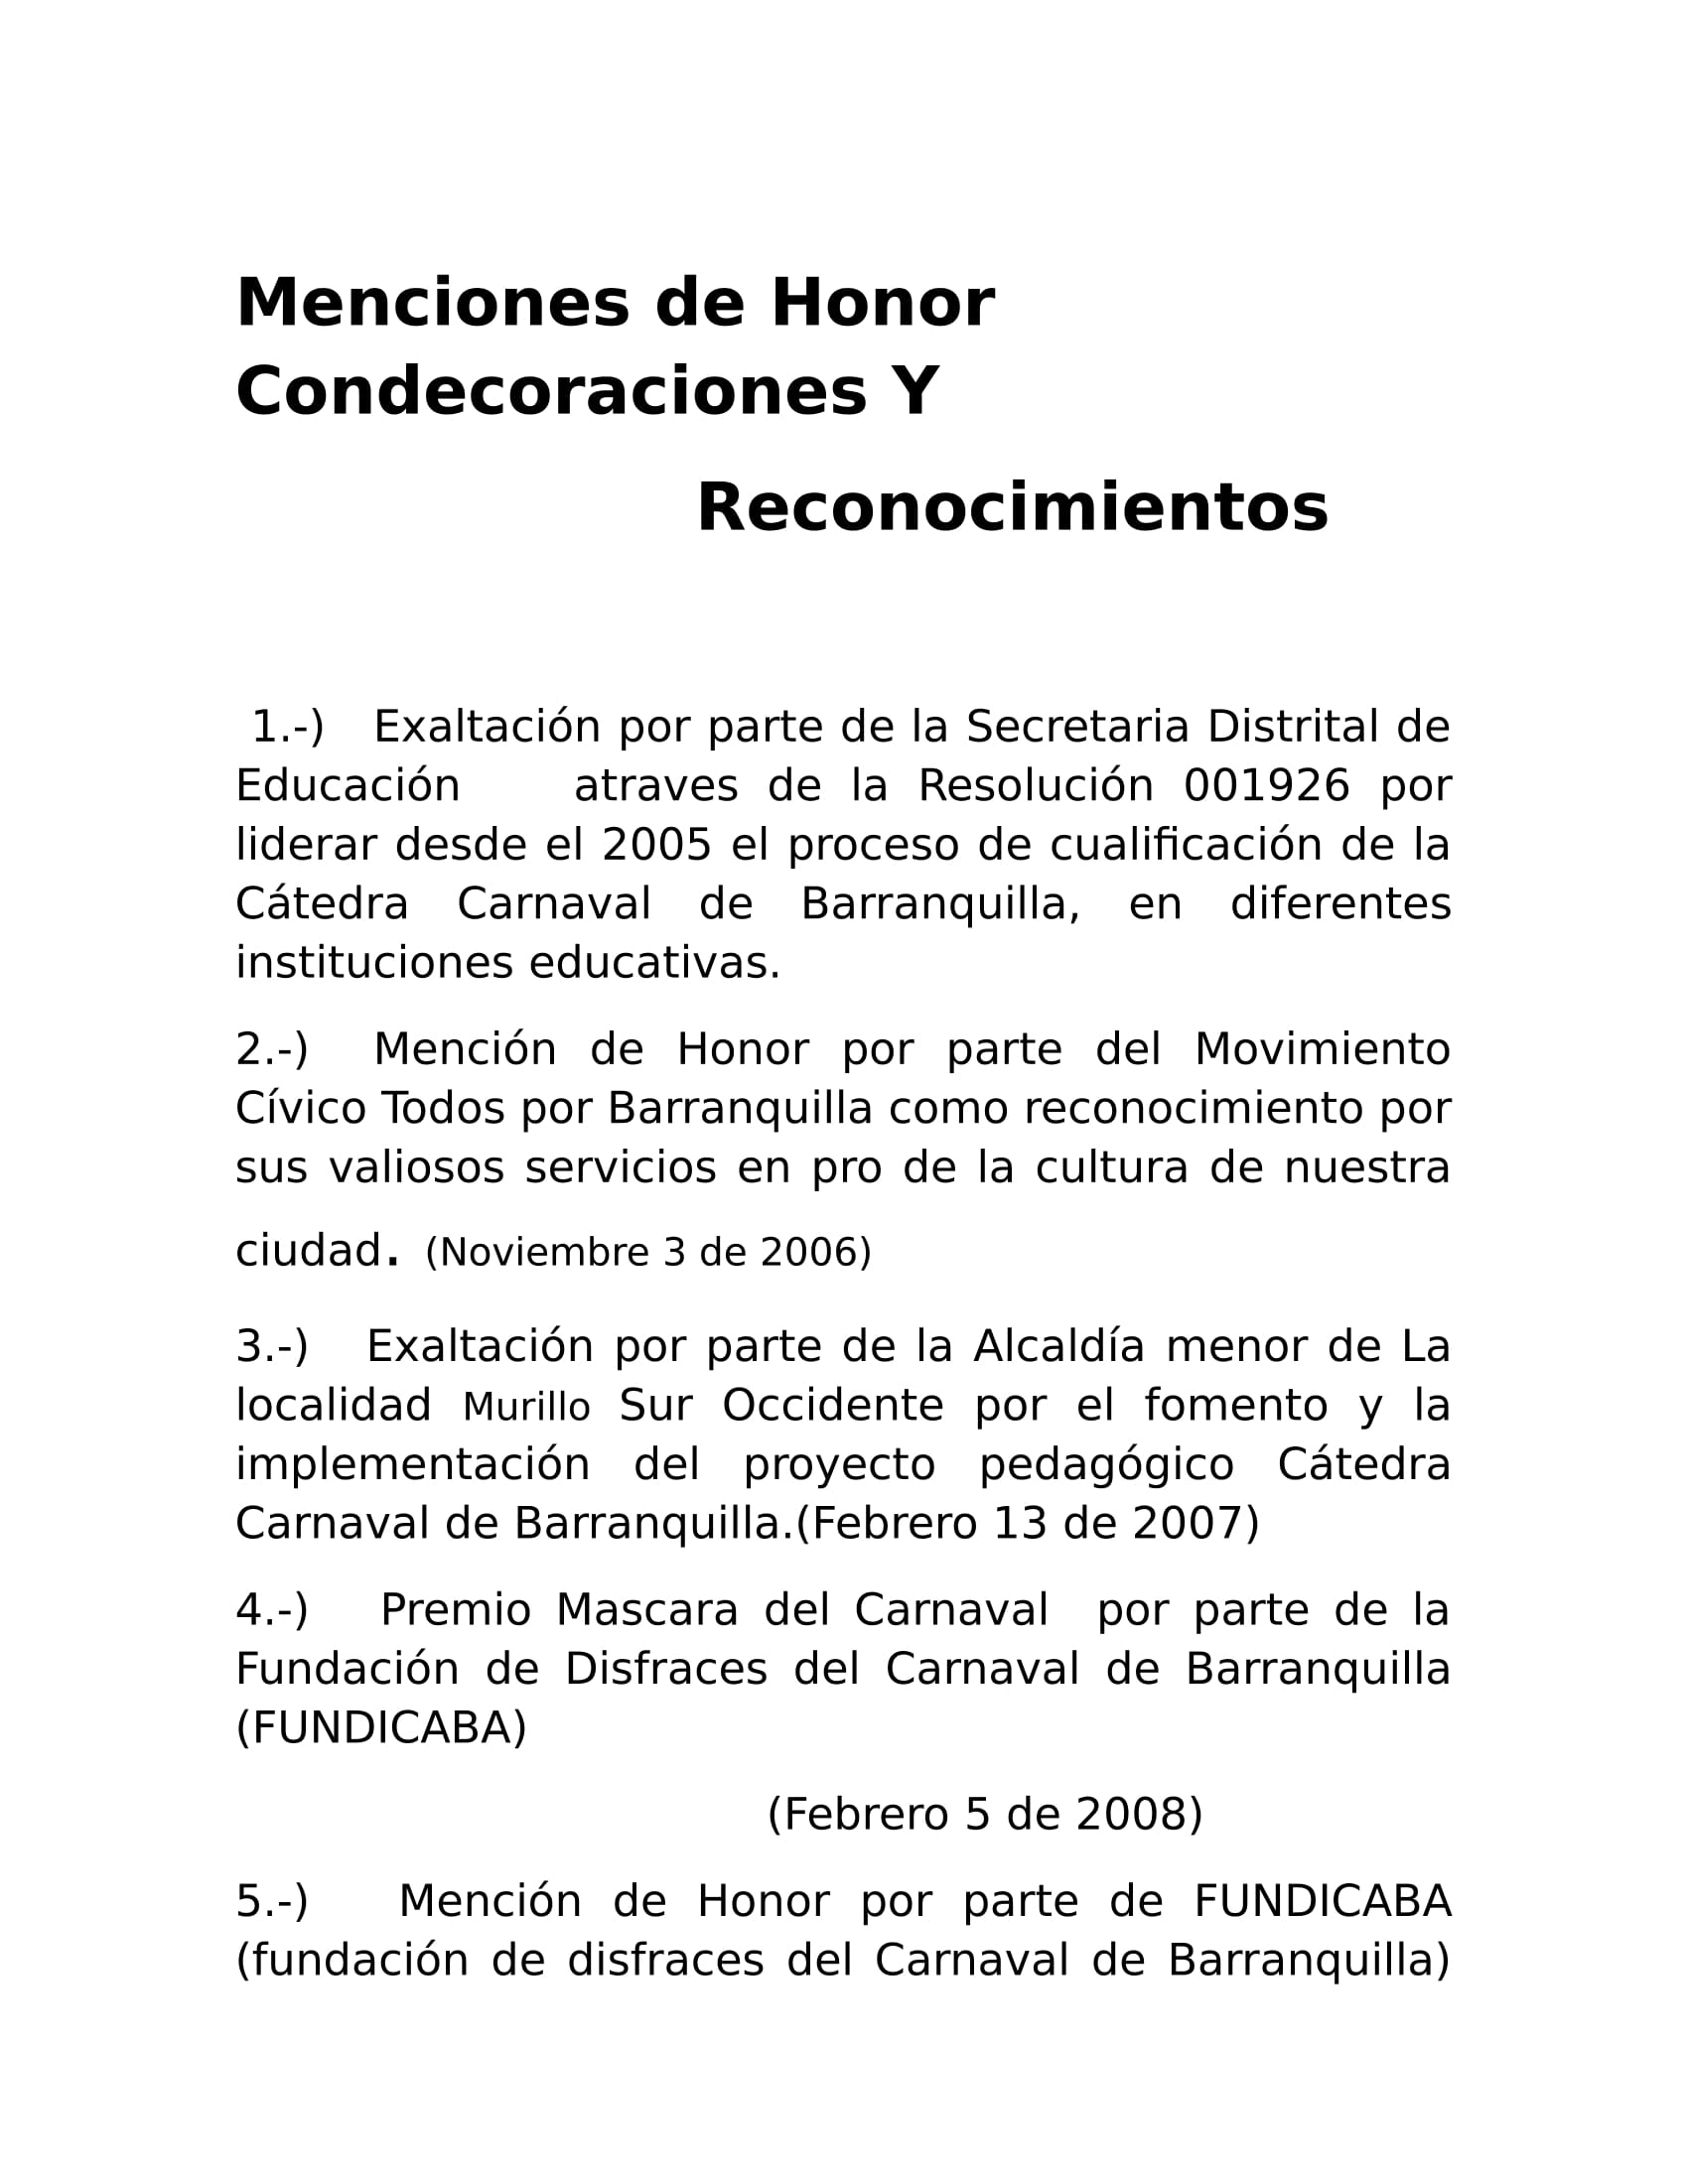 Menciones de Honor
Condecoraciones Y
Reconocimientos
1.-) Exaltación por parte de la Secretaria Distrital de
Educación atraves de la Resolución 001926 por
liderar desde el 2005 el proceso de cualificación de la
Cátedra Carnaval de Barranquilla, en diferentes
instituciones educativas.
2.-) Mención de Honor por parte del Movimiento
Cívico Todos por Barranquilla como reconocimiento por
sus valiosos servicios en pro de la cultura de nuestra
ciudad. (Noviembre 3 de 2006)
3.-) Exaltación por parte de la Alcaldía menor de La
localidad Murillo Sur Occidente por el fomento y la
implementación del proyecto pedagógico Cátedra
Carnaval de Barranquilla.(Febrero 13 de 2007)
4.-) Premio Mascara del Carnaval por parte de la
Fundación de Disfraces del Carnaval de Barranquilla
(FUNDICABA)
(Febrero 5 de 2008)
5.-) Mención de Honor por parte de FUNDICABA
(fundación de disfraces del Carnaval de Barranquilla)